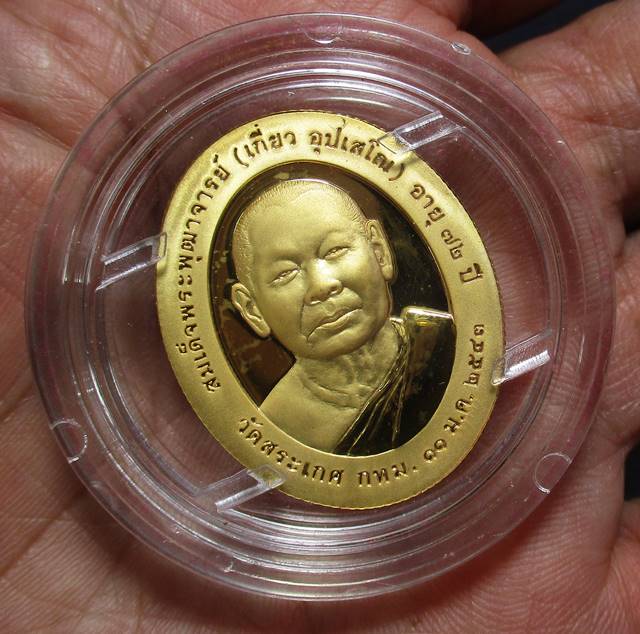 สมเด็จพระพุฒาจารย์ (เกี่ยว อุปเสโณ) อายุ ๗๒ ปี
วัดสระเกศ กทม. ๑๑ ม.ค. ๒๕๔๓